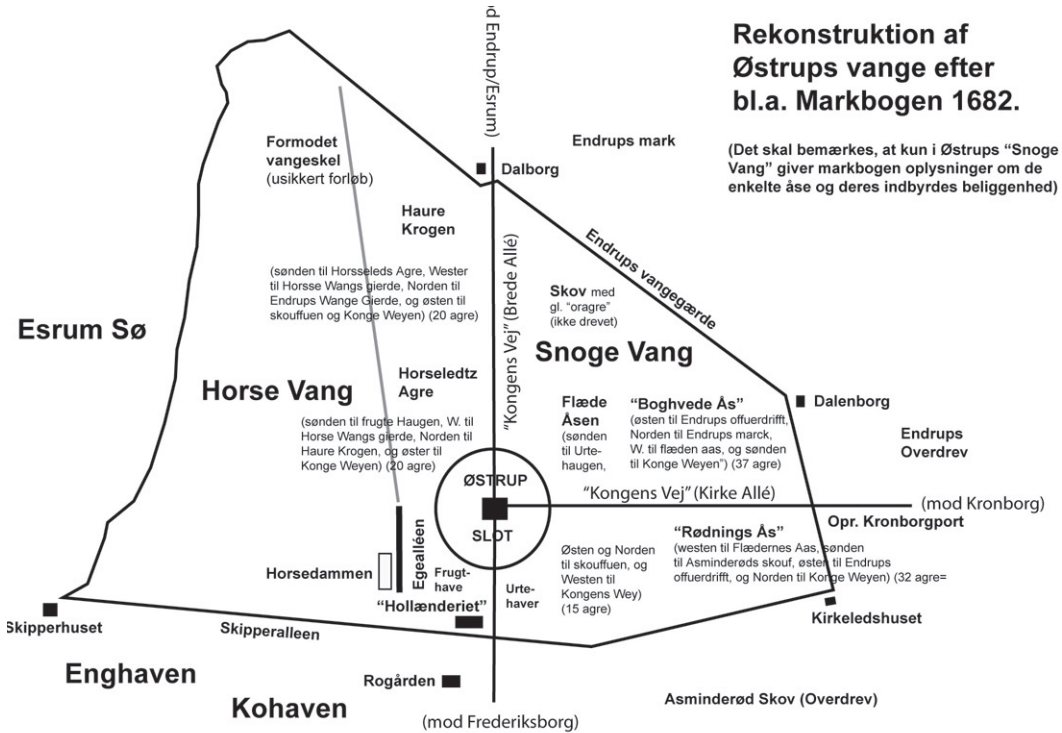 Rekonstruktion af
Østrups vange efter
bl.a. Markbogen 1682.
(Det skal bemærkes, at kun i Østrups “Snoge
Vang” giver markbogen oplysninger om de
enkelte åse og deres indbyrdes beliggenhed)
d Endrup/Esrum)
Endrups mark
Dalborg
Formodet
vangeskel
(usikkert forløb)
Haure
Krogen
(sønden til Horsseleds Agre, Wester
til Horsse Wangs gierde, Norden til
Endrups Wange Gierde, og østen til
skouffuen og Konge Weyen) (20 agre)
“Kongens Vej” (Brede Allé)
Endrups vangegærde
Skov med
gl. “oragre”
(ikke drevet)
Esrum Sø
Snoge Vang
Horse Vang
Horseledtz
Agre
(sønden til frugte Haugen, W. til
Horse Wangs gierde, Norden til
Haure Krogen, og øster til
Konge Weyen) (20 agre)
Flæde
Åsen
(sønden
til Urte-
haugen,
“Boghvede Ås”
(østen til Endrups offuerdrifft,
Norden til Endrups marck,
W. til flæden aas, og sønden
til Konge Weyen”) (37 agre)
Dalenborg
Endrups
Overdrev
ØSTRUP
SLOT
“Kongens Vej” (Kirke Allé)
(mod Kronborg)
Opr. Kronborgport
“Rødnings Ås”
(westen til Flædernes Aas, sønden
til Asminderøds skouf, østen til Endrups
offuerdrifft, og Norden til Konge Weyen) (32 agre=
Østen og Norden
til skouffuen, og
Westen til
Kongens Wey)
(15 agre)
Egealléen
Horsedammen
Frugt-
have
Urte-
haver
“Hollænderiet”
Skipperhuset
Skipperalleen
Kirkeledshuset
Enghaven
Rogården
Kohaven
Asminderød Skov (Overdrev)
(mod Frederiksborg)